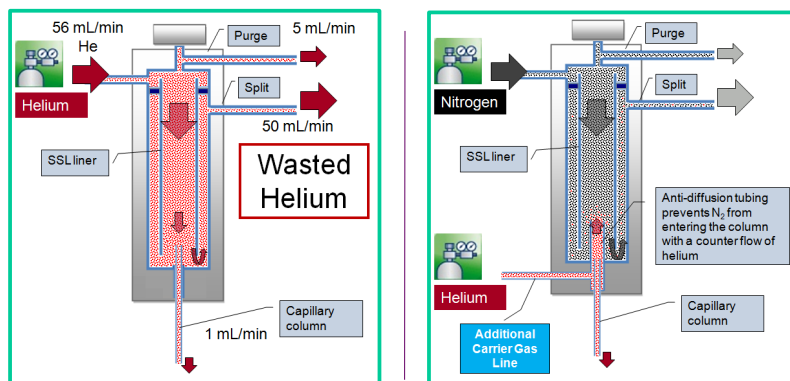 56 mL/min
He
Helium
5 mL/min
Purge
Split
50 mL/min
SSL liner
Wasted
Helium
Capillary
column
1 mL/min
Nitrogen
Purge
Split
SSL liner
Anti-diffusion tubing
prevents N₂ from
entering the column
with a counter flow of
helium
Helium
Additional
Carrier Gas
Line
Capillary
column